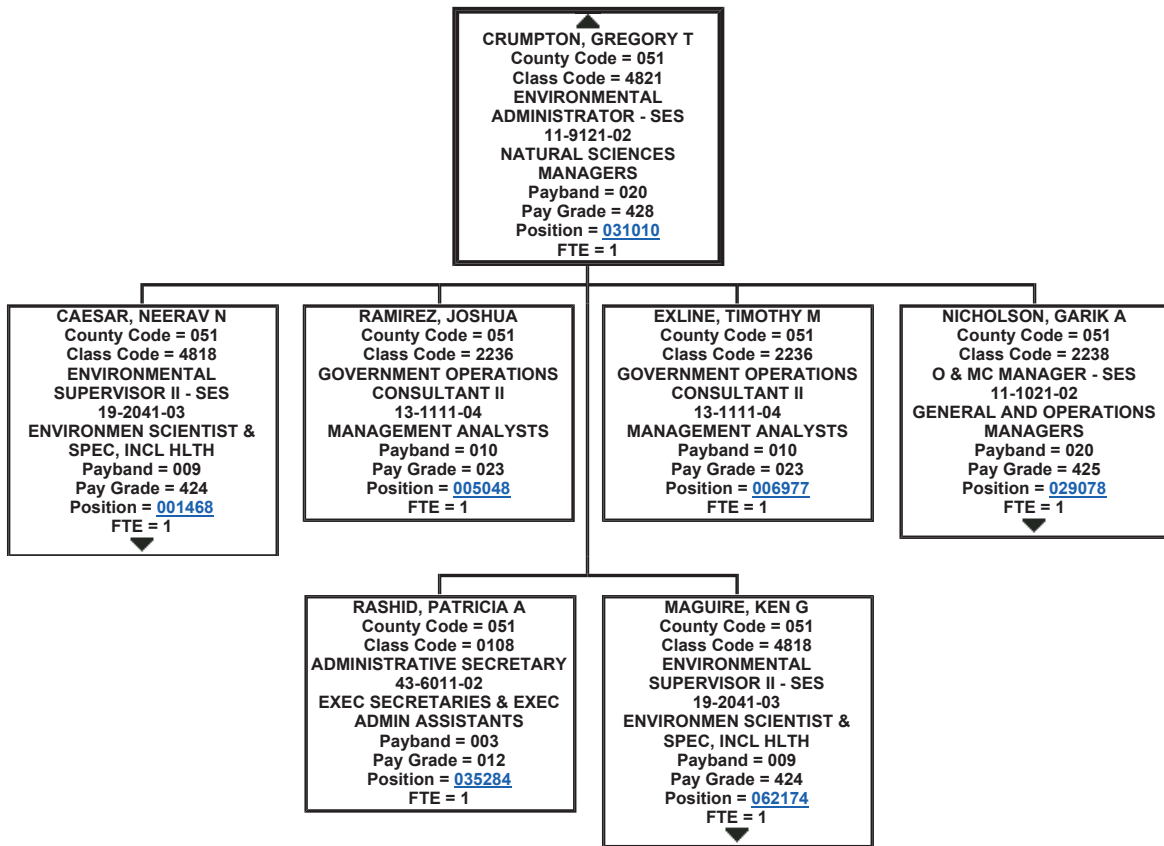 CRUMPTON, GREGORY T
County Code = 051
Class Code = 4821
ENVIRONMENTAL
ADMINISTRATOR - SES
11-9121-02
NATURAL SCIENCES
MANAGERS
Payband = 020
Pay Grade = 428
Position = 031010
FTE = 1
CAESAR, NEERAV N
County Code = 051
Class Code = 4818
ENVIRONMENTAL
SUPERVISOR II - SES
19-2041-03
ENVIRONMEN SCIENTIST &
SPEC, INCL HLTH
Payband = 009
Pay Grade = 424
Position = 001468
FTE = 1
RAMIREZ, JOSHUA
County Code = 051
Class Code = 2236
GOVERNMENT OPERATIONS
CONSULTANT II
13-1111-04
MANAGEMENT ANALYSTS
Payband = 010
Pay Grade = 023
Position = 005048
FTE = 1
EXLINE, TIMOTHY M
County Code = 051
Class Code = 2236
GOVERNMENT OPERATIONS
CONSULTANT II
13-1111-04
MANAGEMENT ANALYSTS
Payband = 010
Pay Grade = 023
Position = 006977
FTE = 1
NICHOLSON, GARIK A
County Code = 051
Class Code = 2238
O & MC MANAGER - SES
11-1021-02
GENERAL AND OPERATIONS
MANAGERS
Payband = 020
Pay Grade = 425
Position = 029078
FTE = 1
RASHID, PATRICIA A
County Code = 051
Class Code = 0108
ADMINISTRATIVE SECRETARY
43-6011-02
EXEC SECRETARIES & EXEC
ADMIN ASSISTANTS
Payband = 003
Pay Grade = 012
Position = 035284
FTE = 1
MAGUIRE, KEN G
County Code = 051
Class Code = 4818
ENVIRONMENTAL
SUPERVISOR II - SES
19-2041-03
ENVIRONMEN SCIENTIST &
SPEC, INCL HLTH
Payband = 009
Pay Grade = 424
Position = 062174
FTE = 1